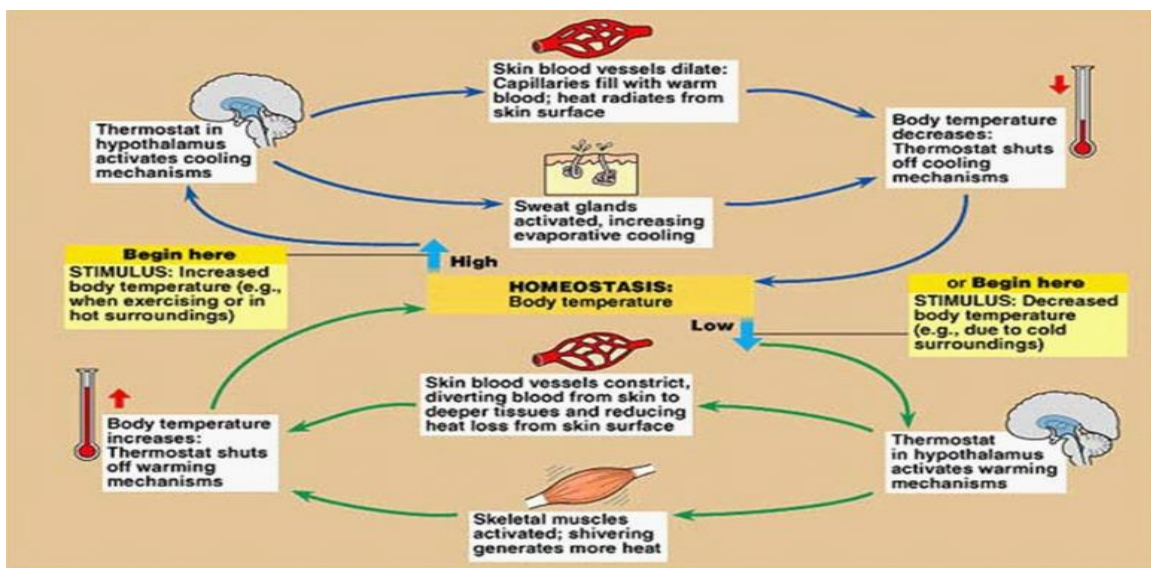 Skin blood vessels dilate:
Capillaries fill with warm
blood; heat radiates from
skin surface
Thermostat in
hypothalamus
activates cooling
mechanisms
Body temperature
decreases:
Thermostat shuts
off cooling
mechanisms
Sweat glands
activated, increasing
evaporative cooling
Begin here
STIMULUS: Increased
body temperature (e.g.,
when exercising or in
hot surroundings)
High
HOMEOSTASIS:
Body temperature
Low
or Begin here
STIMULUS: Decreased
body temperature
(e.g., due to cold
surroundings)
Skin blood vessels constrict,
diverting blood from skin to
deeper tissues and reducing
heat loss from skin surface
Body temperature
increases:
Thermostat shuts
off warming
mechanisms
Thermostat
in hypothalamus
activates warming
mechanisms
Skeletal muscles
activated; shivering
generates more heat